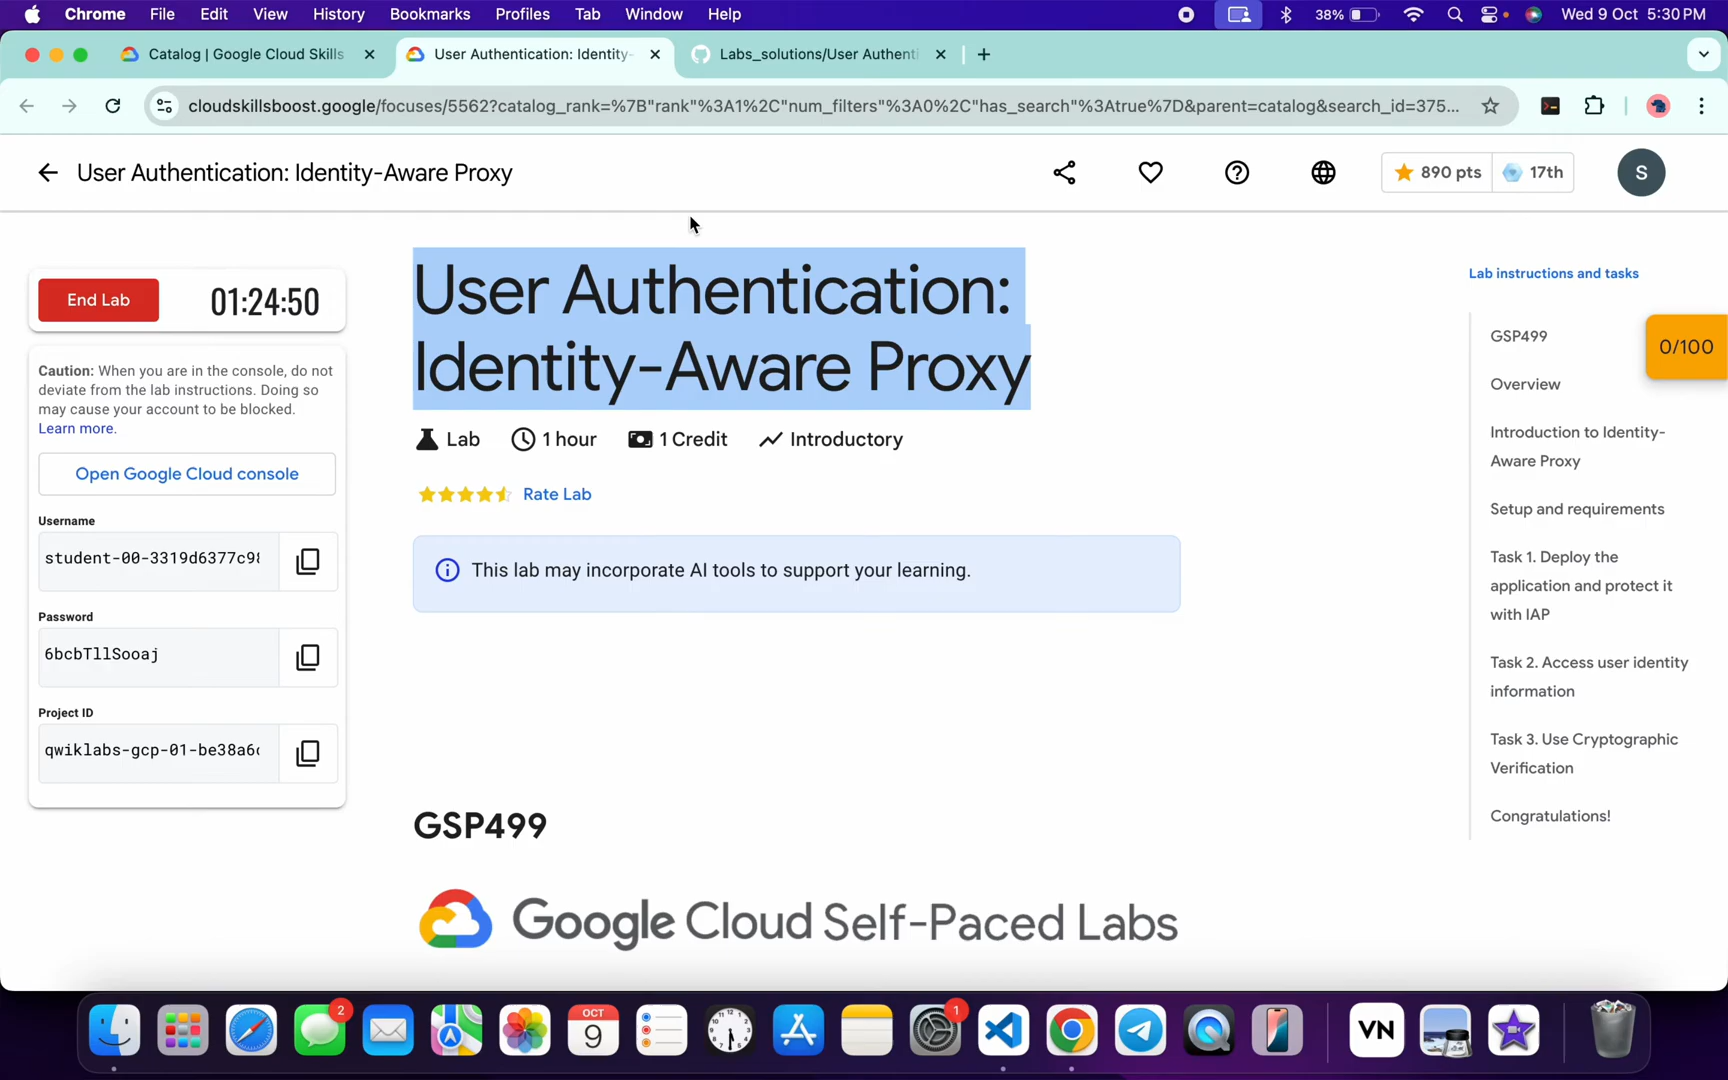 Chrome File Edit View History Bookmarks Profiles Tab Window Help 38% Wed 9 Oct 5:30 PM
Catalog | Google Cloud Skills
User Authentication: Identity-
Labs_solutions/User Authenti
cloudskillsboost.google/focuses/5562?catalog_rank=%7B"rank"%3A1%2C"num_filters"%3A0%2C"has_search"%3Atrue%7D&parent=catalog&search_id=375...
User Authentication: Identity-Aware Proxy
890 pts
17th
S
End Lab
01:24:50
Caution: When you are in the console, do not
deviate from the lab instructions. Doing so
may cause your account to be blocked.
Learn more.
Open Google Cloud console
Username
student-00-3319d6377c9
Password
6bcbTllSooaj
Project ID
qwiklabs-gcp-01-be38a6
User Authentication:
Identity-Aware Proxy
Lab
1 hour
1 Credit
Introductory
Rate Lab
This lab may incorporate AI tools to support your learning.
GSP499
Google Cloud Self-Paced Labs
Lab instructions and tasks
GSP499
0/100
Overview
Introduction to Identity-
Aware Proxy
Setup and requirements
Task 1. Deploy the
application and protect it
with IAP
Task 2. Access user identity
information
Task 3. Use Cryptographic
Verification
Congratulations!
2
OCT
9
1
VN